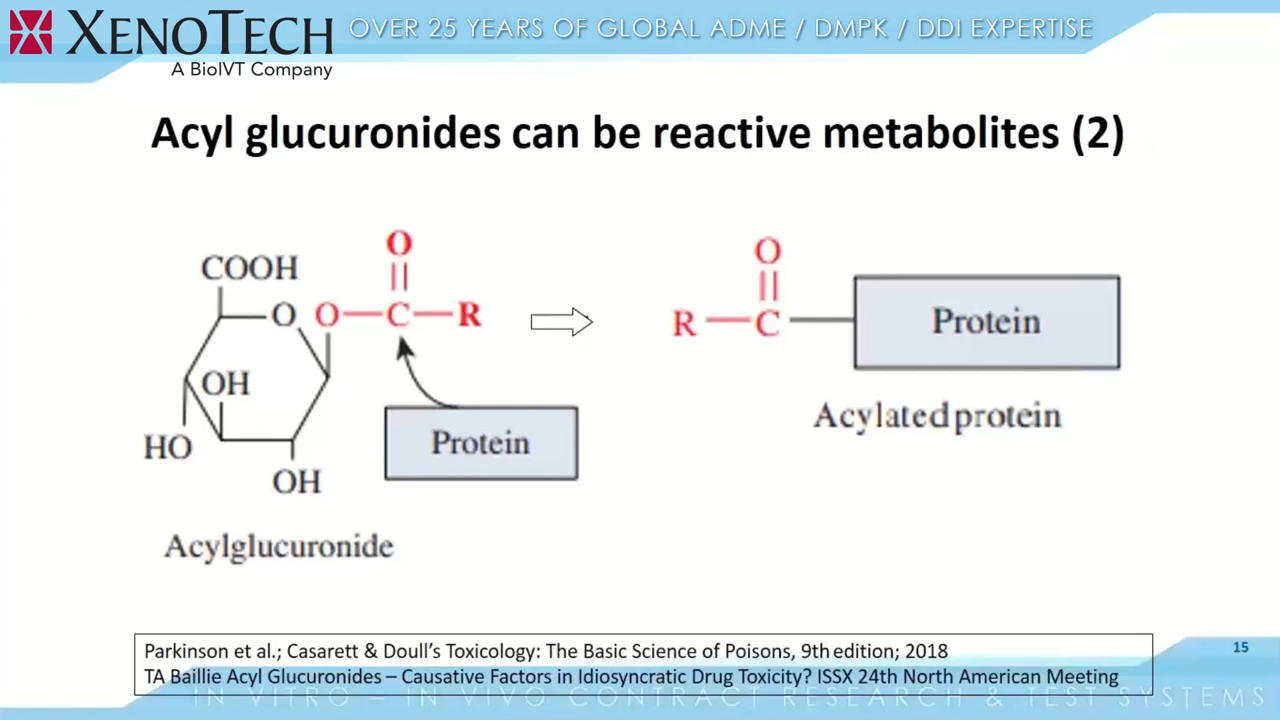 XENOTECH
A BioIVT Company
OVER 25 YEARS OF GLOBAL ADME / DMPK / DDI EXPERTISE
Acyl glucuronides can be reactive metabolites (2)
O
COOH
O O C R
OH
HO
OH
Protein
Acylglucuronide
O
R C Protein
Acylated protein
Parkinson et al.; Casarett & Doull's Toxicology: The Basic Science of Poisons, 9th edition; 2018
TA Baillie Acyl Glucuronides – Causative Factors in Idiosyncratic Drug Toxicity? ISSX 24th North American Meeting
15
IN VITRO – IN VIVO CONTRACT RESEARCH & TEST SYSTEMS